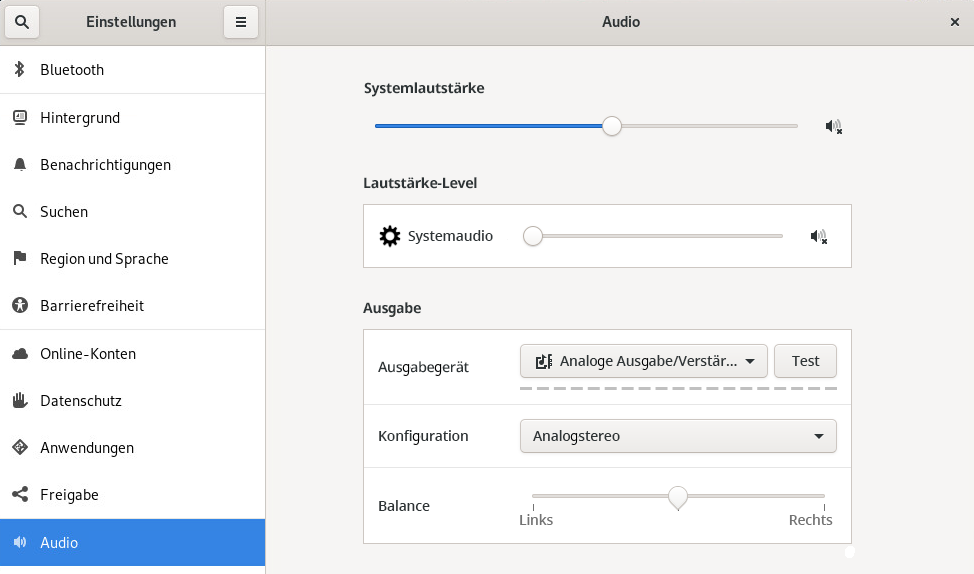 Einstellungen
Audio
Bluetooth
Hintergrund
Benachrichtigungen
Suchen
Region und Sprache
Barrierefreiheit
Online-Konten
Datenschutz
Anwendungen
Freigabe
Audio
Systemlautstärke
Lautstärke-Level
Systemaudio
Ausgabe
Ausgabegerät
Analoge Ausgabe/Verstär...
Test
Konfiguration
Analogstereo
Balance
Links
Rechts